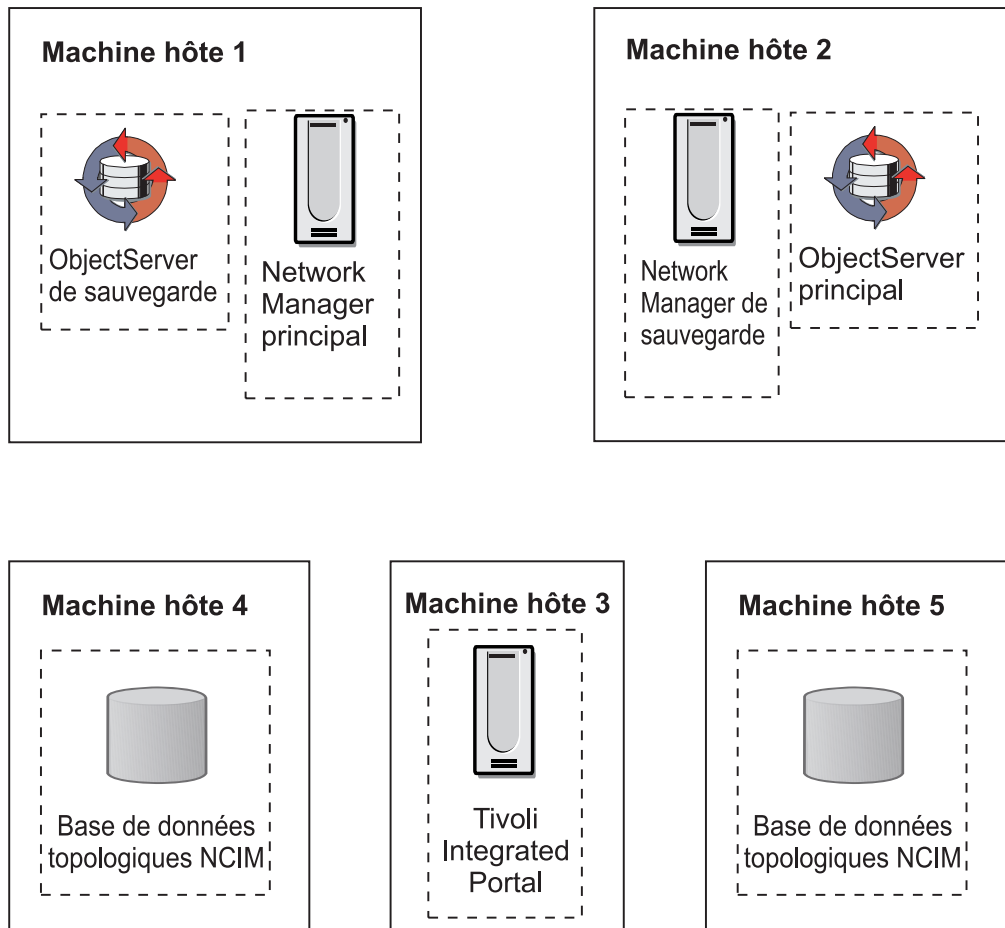 Machine hôte 1
ObjectServer
de sauvegarde
Network
Manager
principal
Machine hôte 2
Network
Manager de
sauvegarde
ObjectServer
principal
Machine hôte 4
Base de données
topologiques NCIM
Machine hôte 3
Tivoli
Integrated
Portal
Machine hôte 5
Base de données
topologiques NCIM